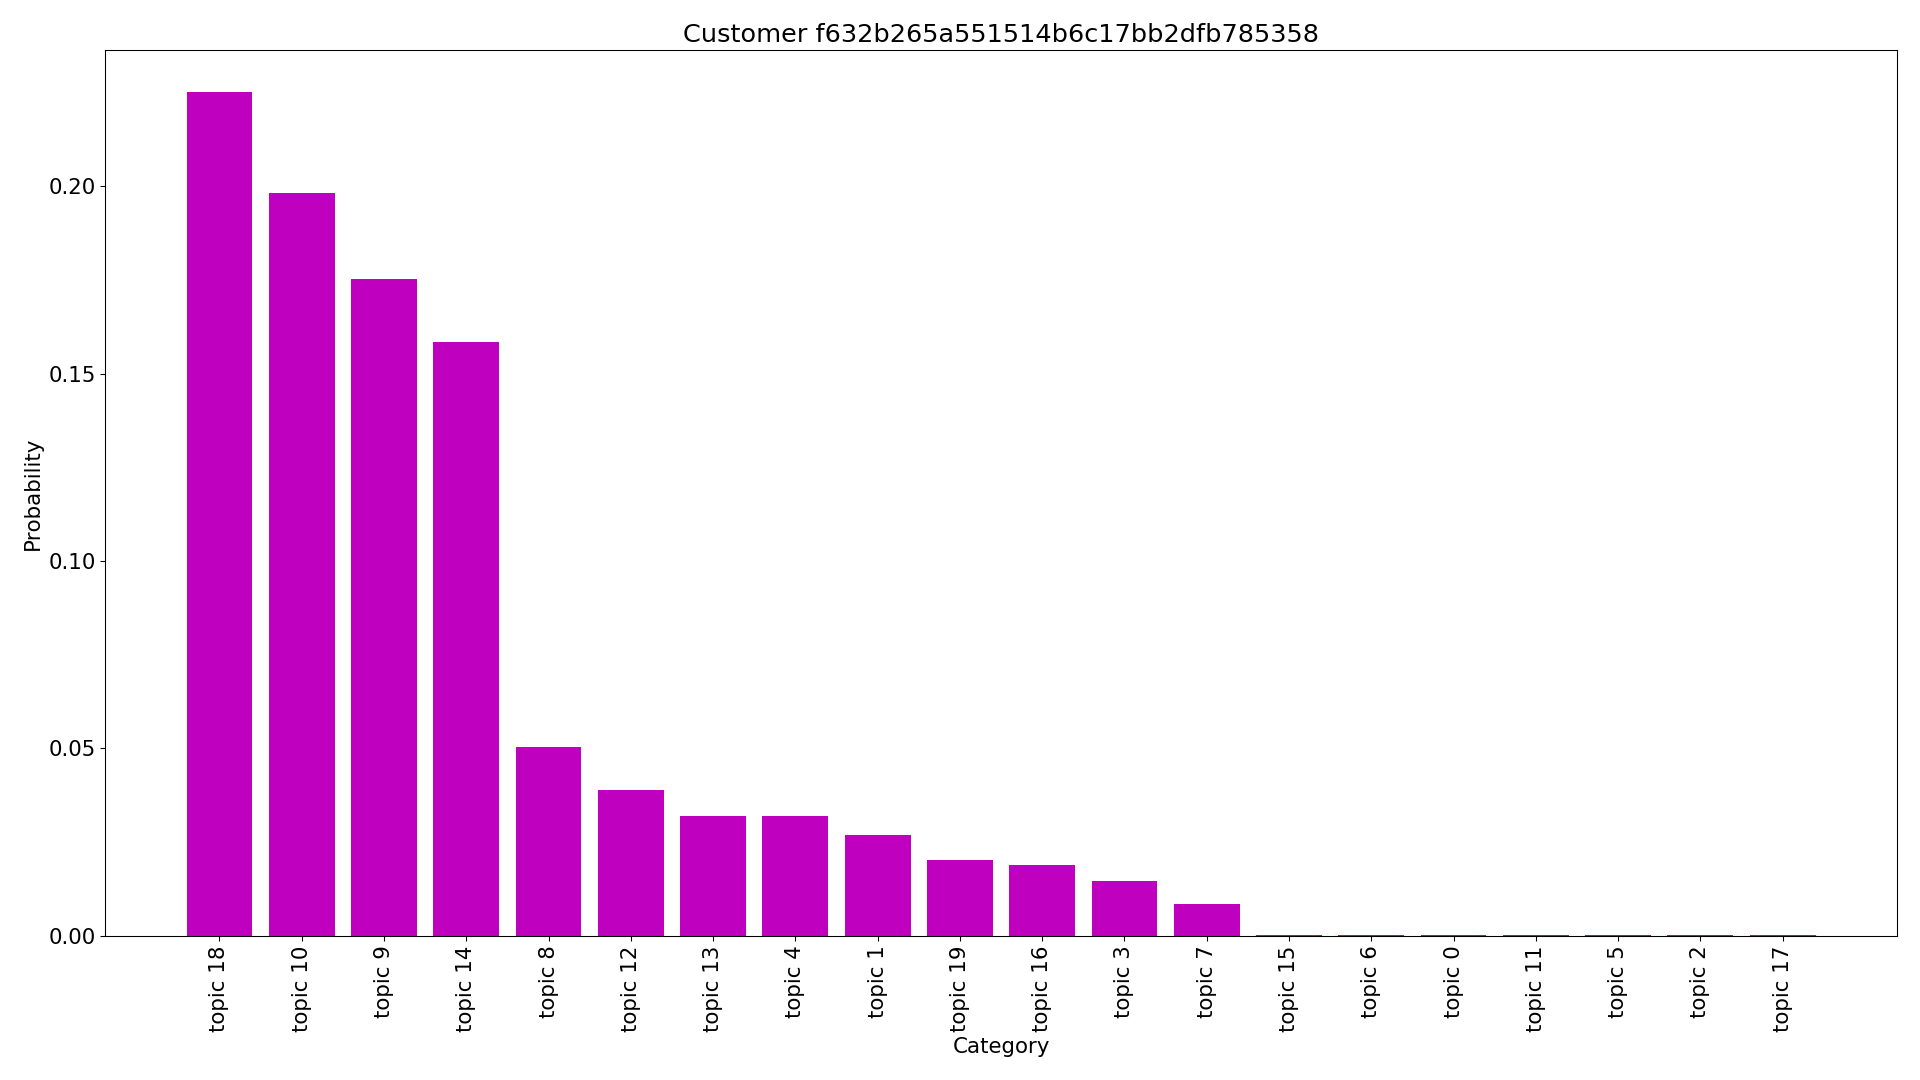 Customer f632b265a551514b6c17bb2dfb785358
Probability
0.20
0.15
0.10
0.05
0.00
topic 18
topic 10
topic 9
topic 14
topic 8
topic 12
topic 13
topic 4
topic 1
topic 19
topic 16
topic 3
topic 7
topic 15
topic 6
topic 0
topic 11
topic 5
topic 2
topic 17
Category